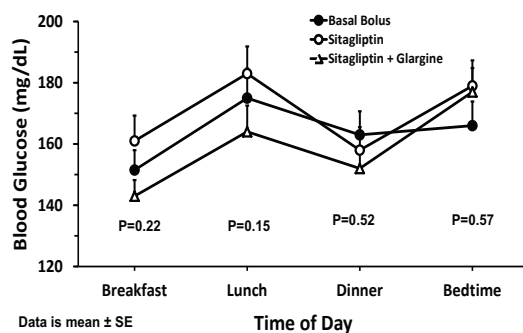 Basal Bolus
Sitagliptin
Sitagliptin + Glargine
Blood Glucose (mg/dL)
200
180
160
140
120
P=0.22 P=0.15 P=0.52 P=0.57
Breakfast Lunch Dinner Bedtime
Data is mean ± SE Time of Day